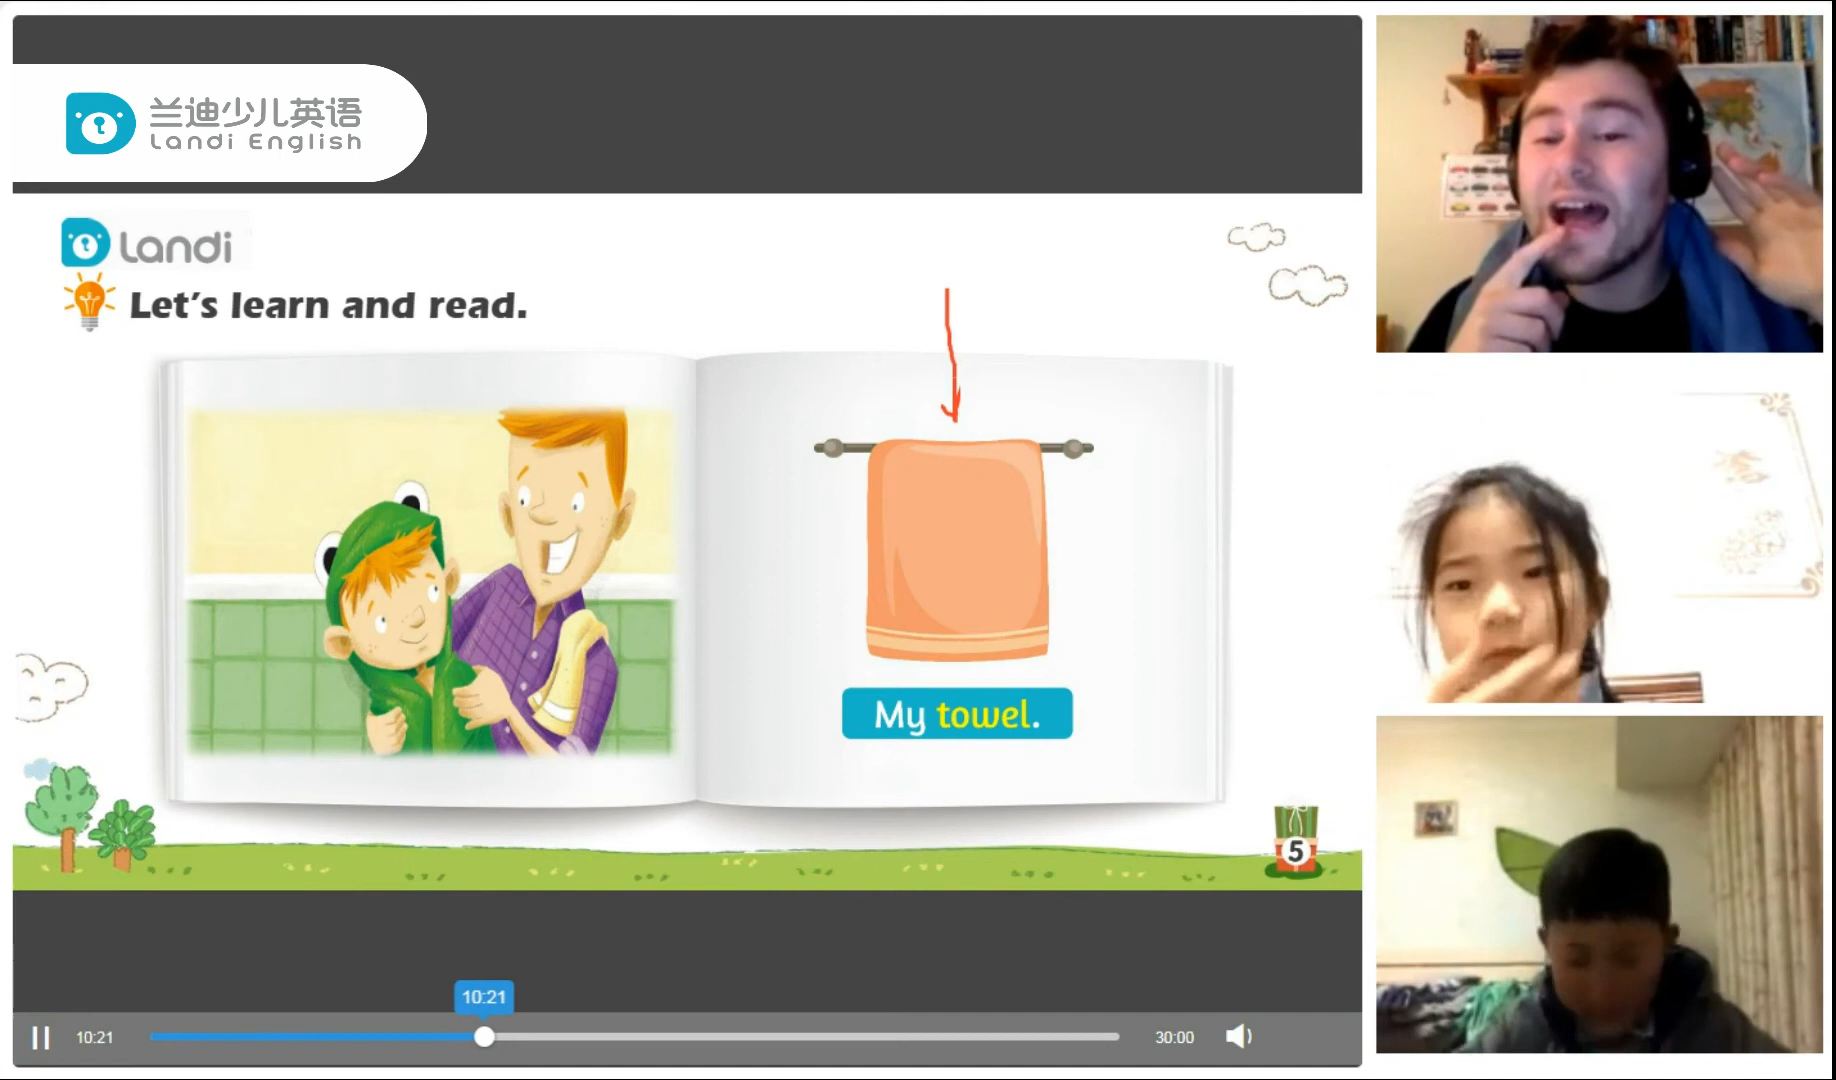 兰迪少儿英语
Landi English
Landi
Let's learn and read.
My towel.
5
10:21
10:21
30:00